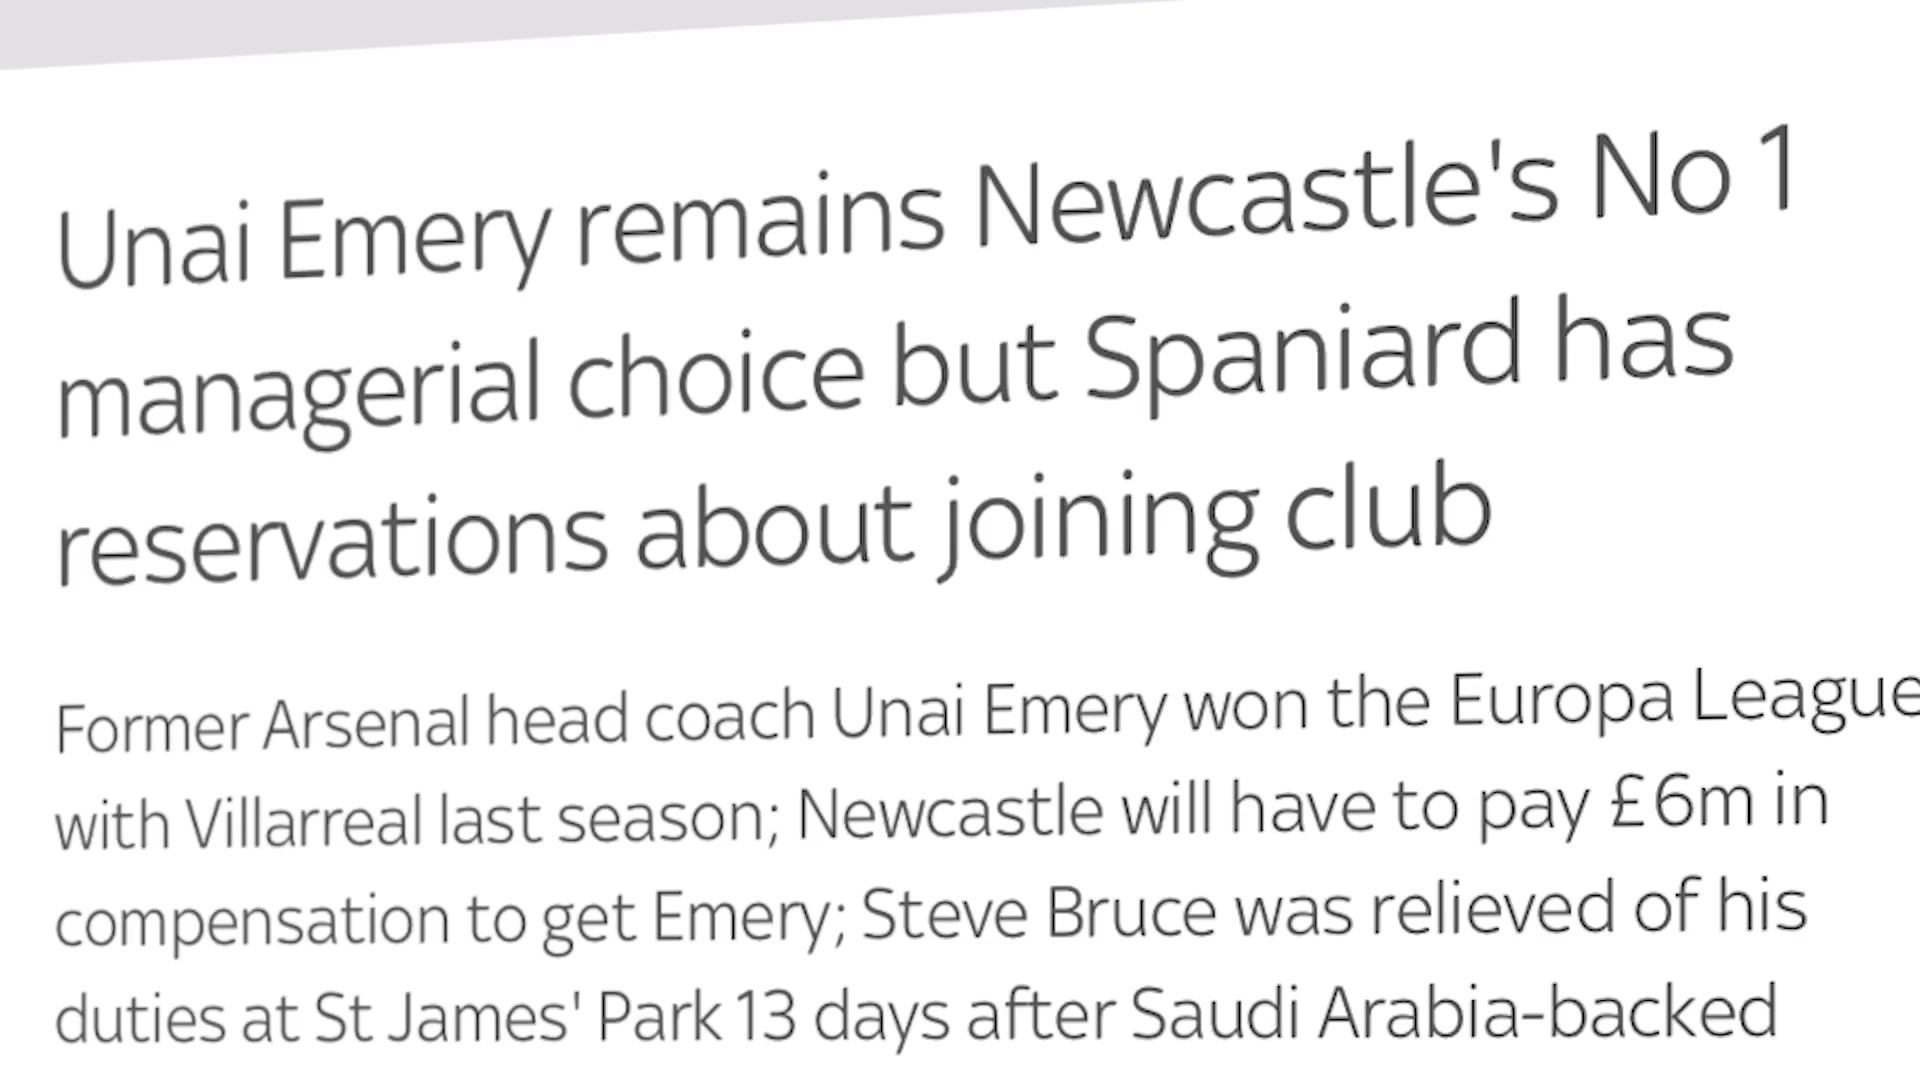 Unai Emery remains Newcastle's No 1
managerial choice but Spaniard has
reservations about joining club
Former Arsenal head coach Unai Emery won the Europa League
with Villarreal last season; Newcastle will have to pay £6m in
compensation to get Emery; Steve Bruce was relieved of his
duties at St James' Park 13 days after Saudi Arabia-backed